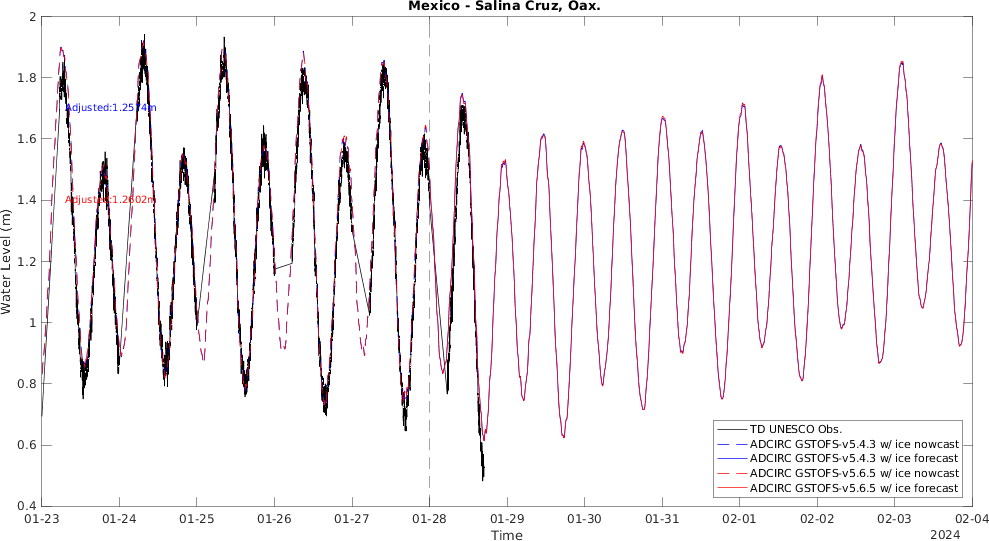 Mexico - Salina Cruz, Oax.
2
1.8
1.6
1.4
1.2
1
0.8
0.6
0.4
Water Level (m)
Adjusted:1.2574m
Adjusted:1.2602m
TD UNESCO Obs.
ADCIRC GSTOFS-v5.4.3 w/ ice nowcast
ADCIRC GSTOFS-v5.4.3 w/ ice forecast
ADCIRC GSTOFS-v5.6.5 w/ ice nowcast
ADCIRC GSTOFS-v5.6.5 w/ ice forecast
01-23 01-24 01-25 01-26 01-27 01-28 01-29 01-30 01-31 02-01 02-02 02-03 02-04
Time
2024